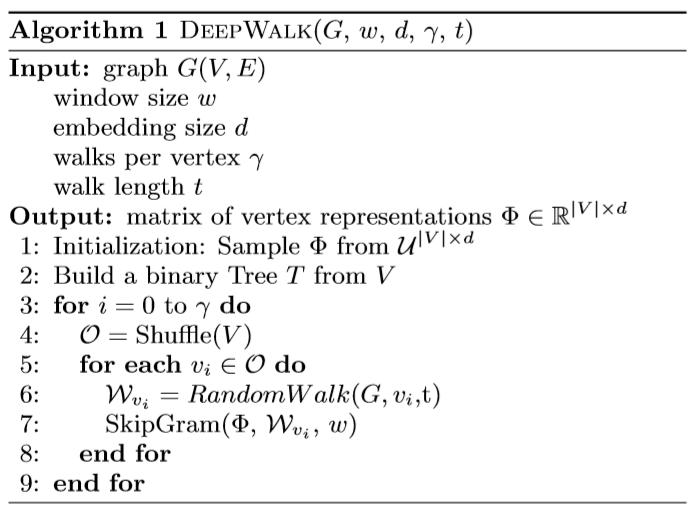 Algorithm 1 DEEPWALK(G, w, d, γ, t)
Input: graph G(V, E)
window size w
embedding size d
walks per vertex γ
walk length t
Output: matrix of vertex representations Φ ∈ ℝ^{|V|×d}
1: Initialization: Sample Φ from 𝒰^{|V|×d}
2: Build a binary Tree T from V
3: for i = 0 to γ do
4: 𝒪 = Shuffle(V)
5: for each v_i ∈ 𝒪 do
6: 𝒲_{v_i} = RandomWalk(G, v_i,t)
7: SkipGram(Φ, 𝒲_{v_i}, w)
8: end for
9: end for